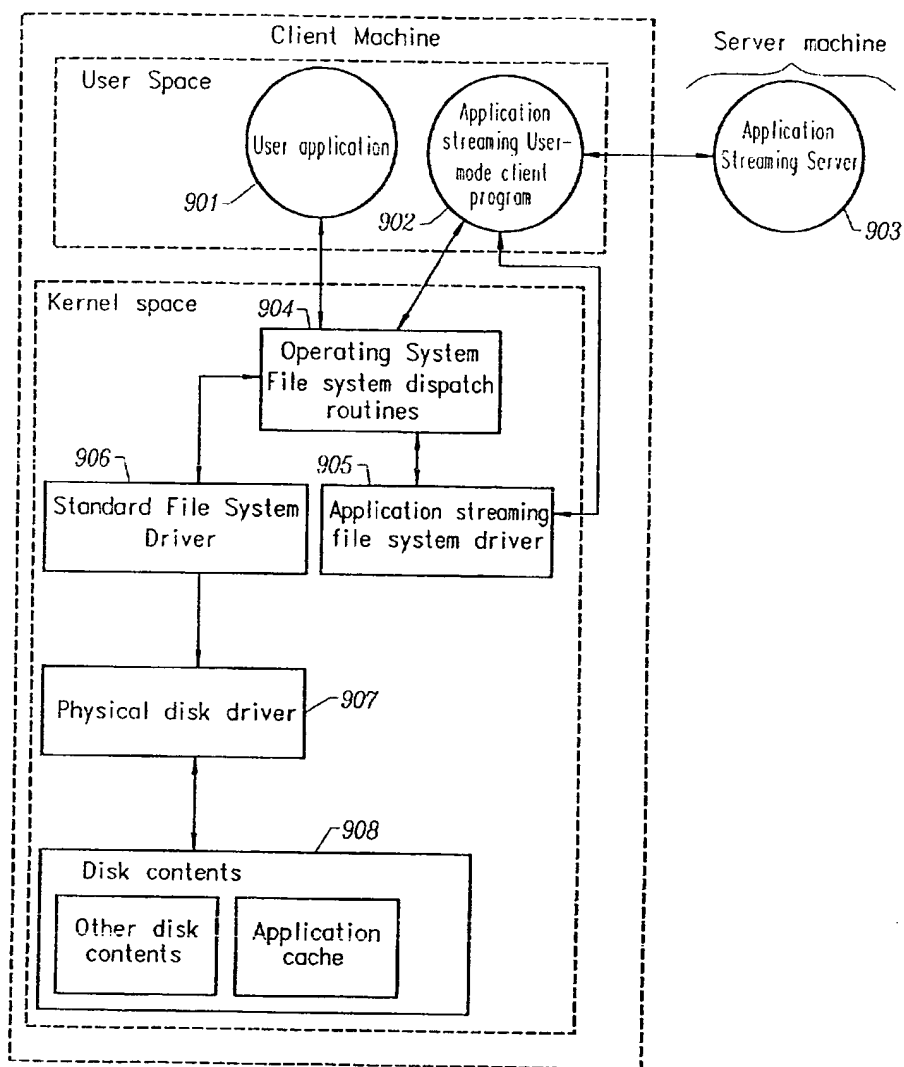 Client Machine
Server machine
User Space
User application
901
Application
streaming User-
mode client
program
902
Application
Streaming Server
903
Kernel space
904
Operating System
File system dispatch
routines
906
Standard File System
Driver
905
Application streaming
file system driver
Physical disk driver
907
908
Disk contents
Other disk
contents
Application
cache